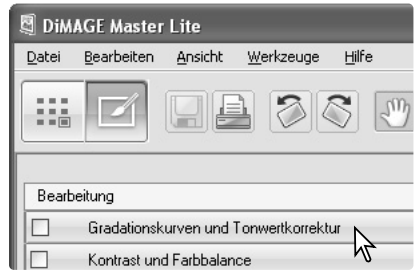 DiMAGE Master Lite
Datei Bearbeiten Ansicht Werkzeuge Hilfe
Bearbeitung
Gradationskurven und Tonwertkorrektur
Kontrast und Farbbalance